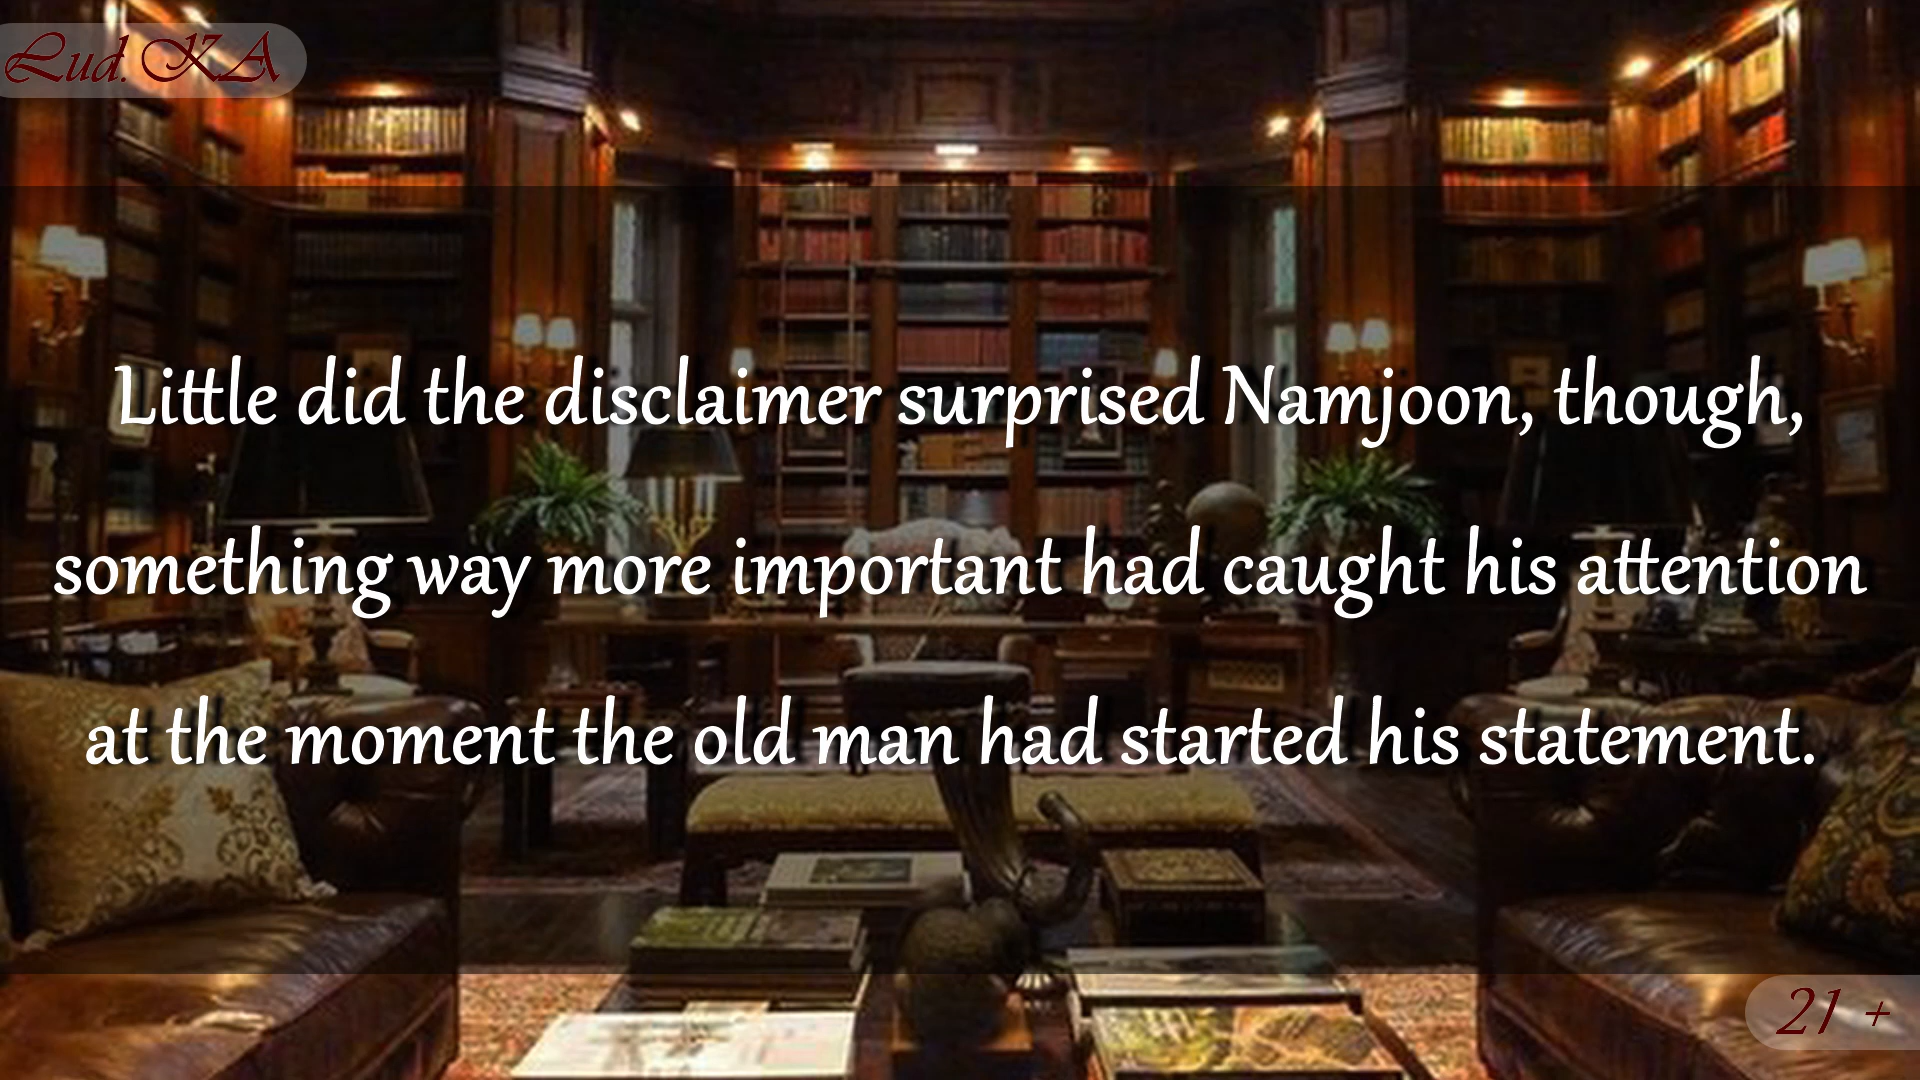 Lud. KA
Little did the disclaimer surprised Namjoon, though,
something way more important had caught his attention
at the moment the old man had started his statement.
21 +